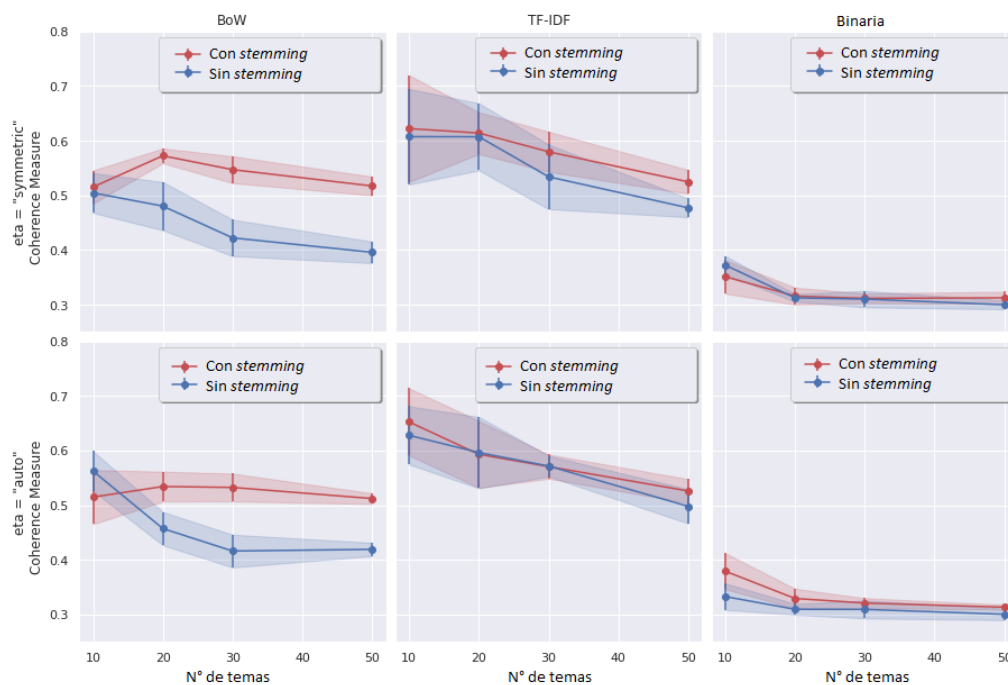 BoW
TF-IDF
Binaria
eta = "symmetric"
Coherence Measure
0.8
0.7
0.6
0.5
0.4
0.3
Con stemming
Sin stemming
Con stemming
Sin stemming
Con stemming
Sin stemming
eta = "auto"
Coherence Measure
0.8
0.7
0.6
0.5
0.4
0.3
Con stemming
Sin stemming
Con stemming
Sin stemming
Con stemming
Sin stemming
10 20 30 40 50
10 20 30 40 50
10 20 30 40 50
N° de temas
N° de temas
N° de temas